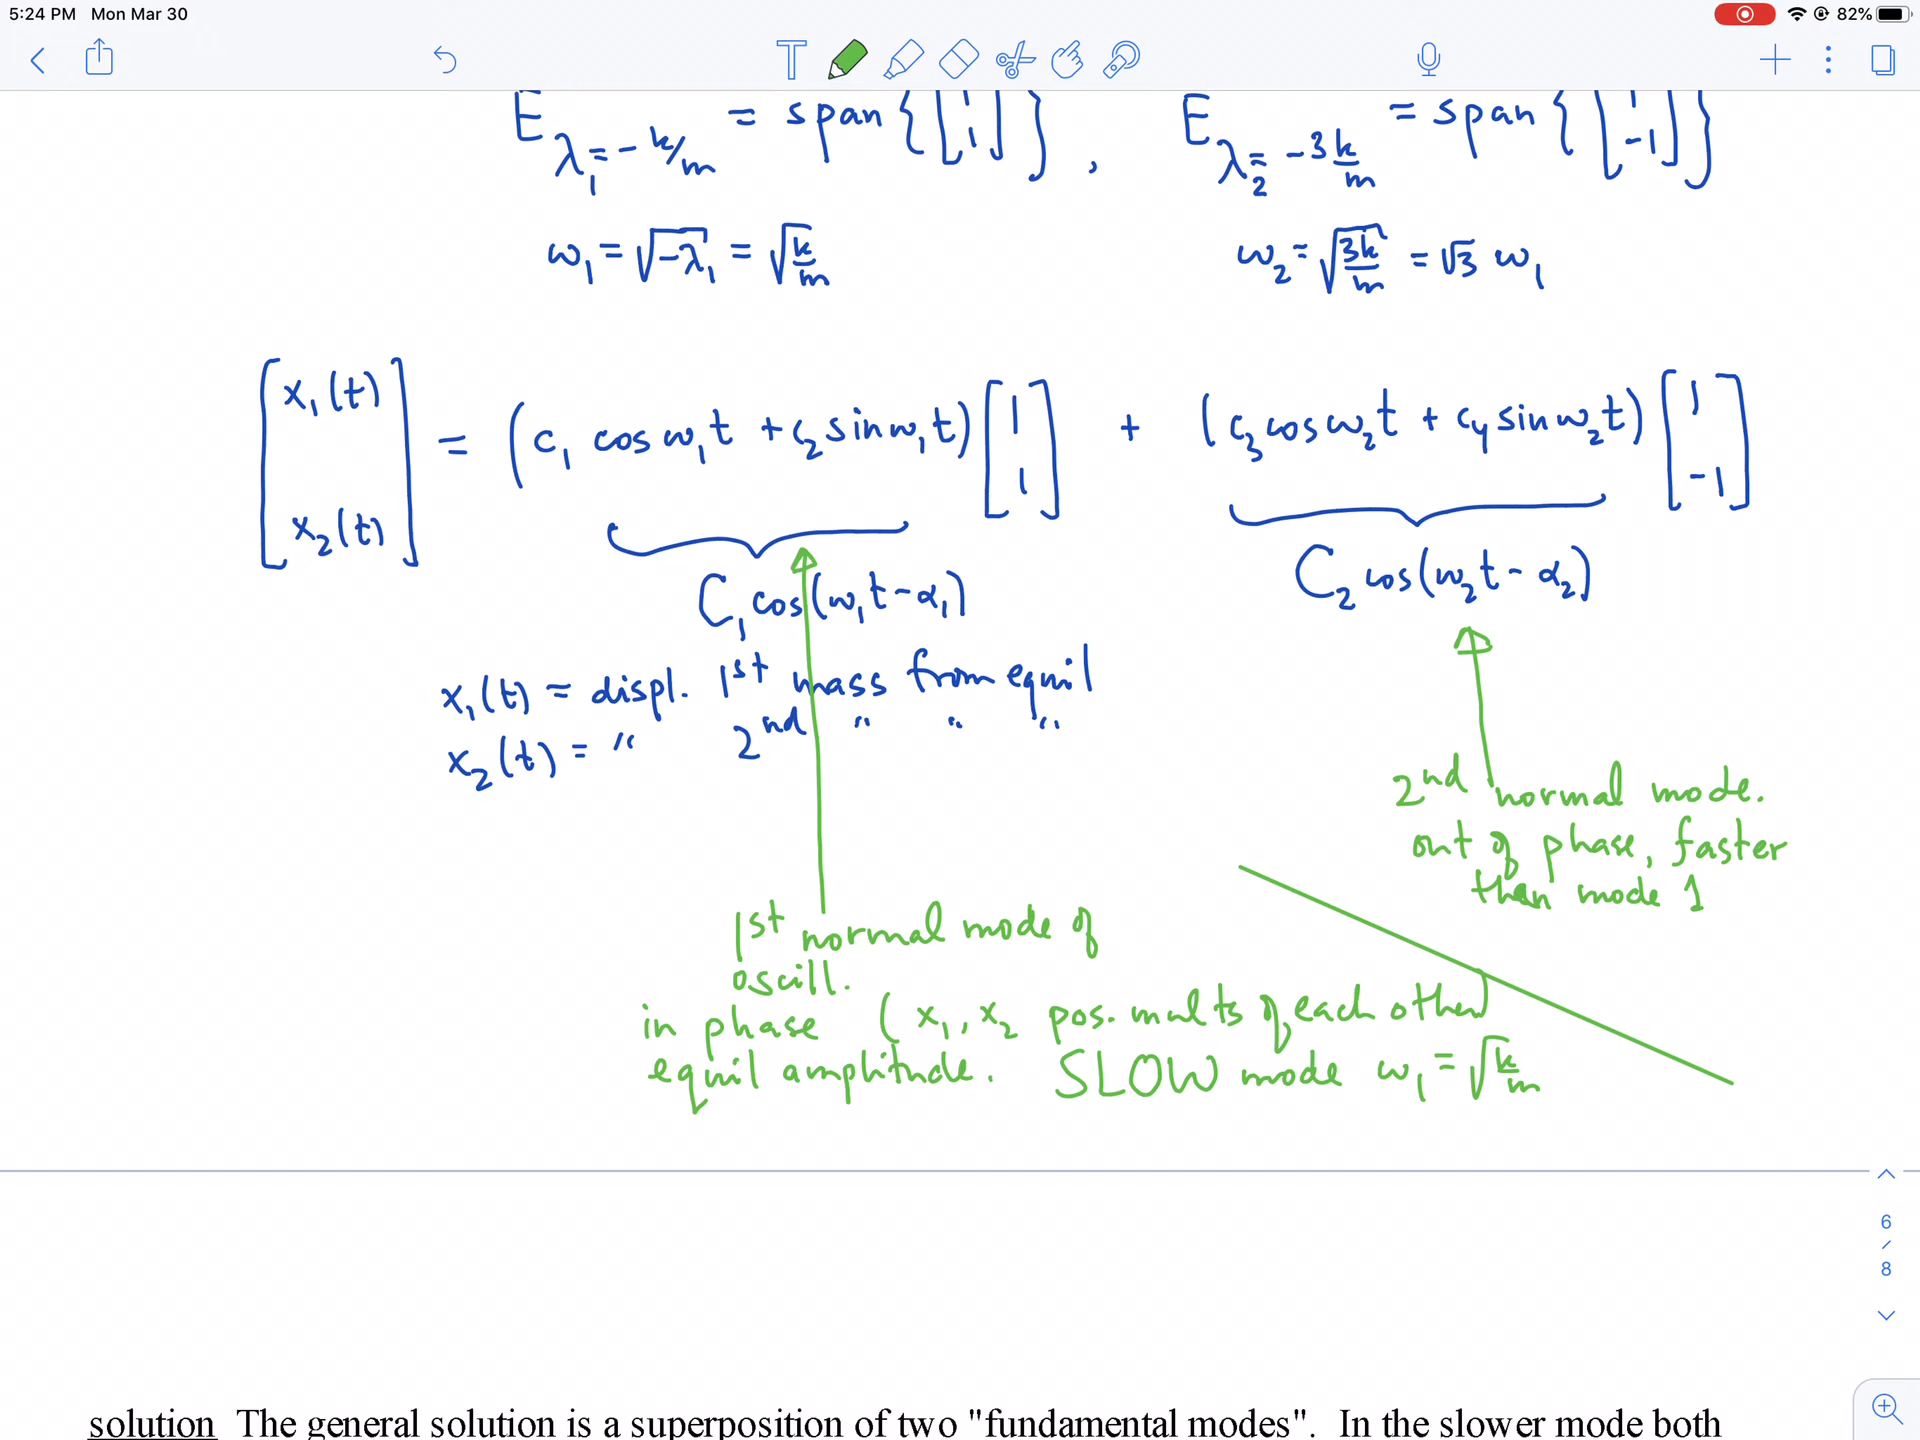 5:24 PM Mon Mar 30
82%
E_{λ₁ = -k/m} = span { [1 1] } , E_{λ₂ = -3k/m} = span { [1 -1] }
ω₁ = √(-λ₁) = √(k/m) ω₂ = √(3k/m) = √3 ω₁
[x₁(t) x₂(t)] = (c₁ cos ω₁t + c₂ sin ω₁t) [1 1] + (c₃ cos ω₂t + c₄ sin ω₂t) [1 -1]
C₁ cos(ω₁t - α₁) C₂ cos(ω₂t - α₂)
x₁(t) = displ. 1st mass from equil
x₂(t) = " 2nd " " "
2nd normal mode.
out of phase, faster
than mode 1
1st normal mode of
oscill.
in phase (x₁, x₂ pos. mults of each other)
equil amplitude. SLOW mode ω₁ = √(k/m)
6
/
8
solution The general solution is a superposition of two "fundamental modes". In the slower mode both